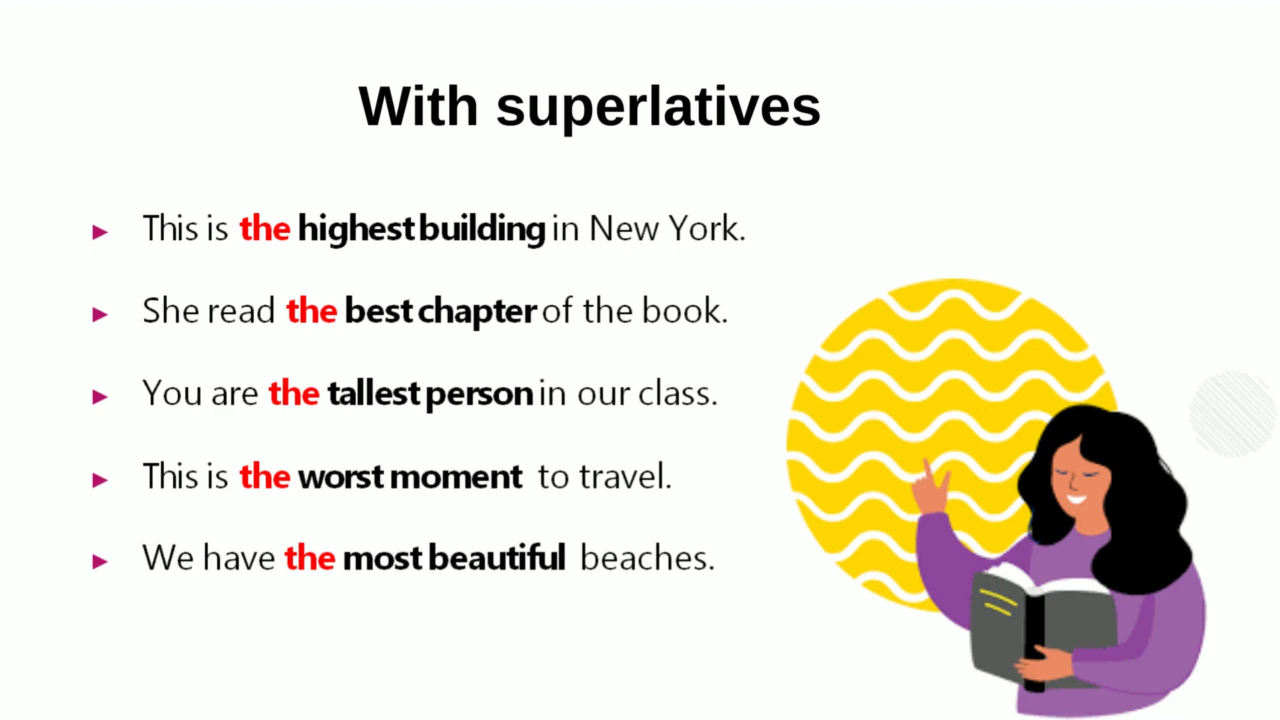 With superlatives
This is the highest building in New York.
She read the best chapter of the book.
You are the tallest person in our class.
This is the worst moment to travel.
We have the most beautiful beaches.